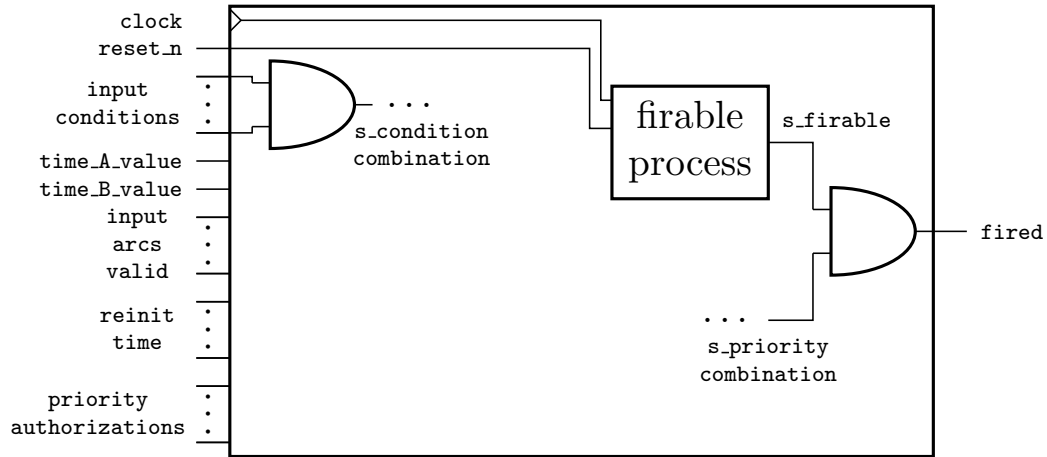 clock
reset_n
input
conditions
time_A_value
time_B_value
input
arcs
valid
reinit
time
priority
authorizations
s_condition
combination
firable
process
s_firable
s_priority
combination
fired